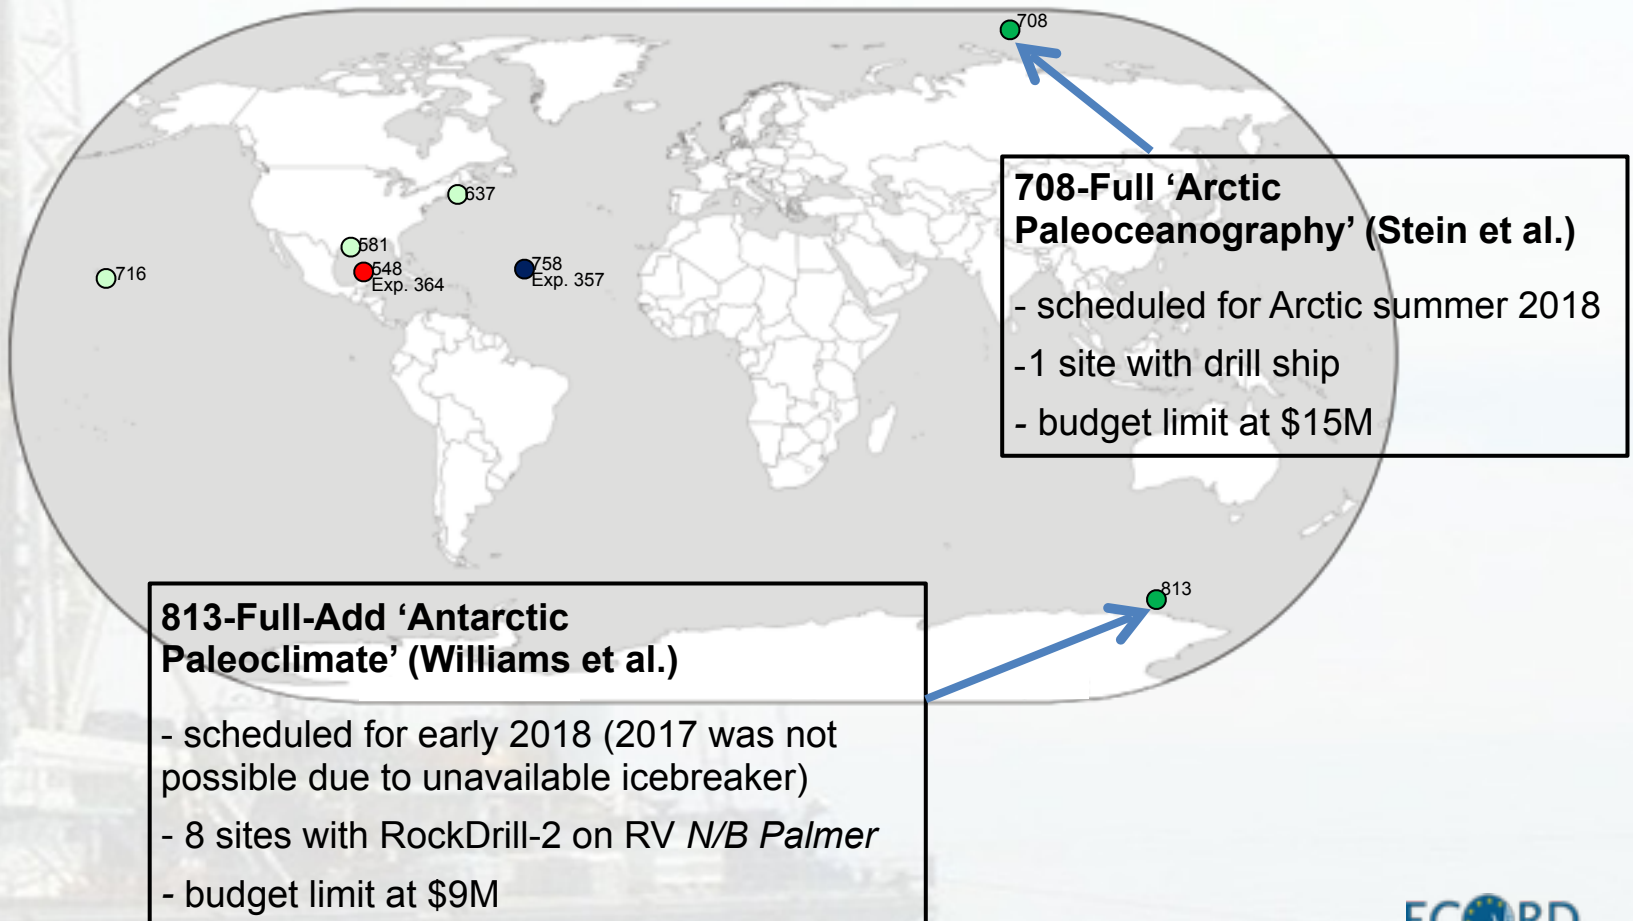 708
637
581
548
Exp. 364
758
Exp. 357
716
708-Full ‘Arctic
Paleoceanography’ (Stein et al.)
- scheduled for Arctic summer 2018
-1 site with drill ship
- budget limit at $15M
813
813-Full-Add ‘Antarctic
Paleoclimate’ (Williams et al.)
- scheduled for early 2018 (2017 was not
possible due to unavailable icebreaker)
- 8 sites with RockDrill-2 on RV N/B Palmer
- budget limit at $9M